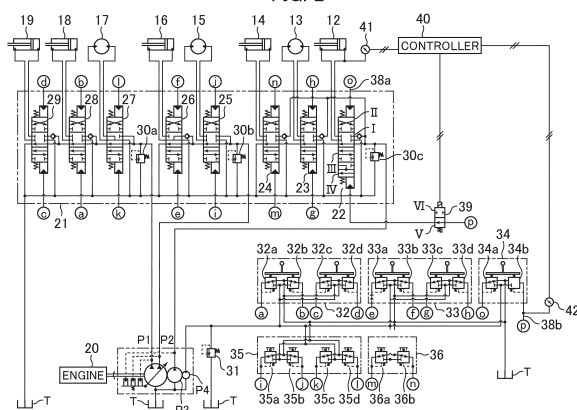 19 18 17 16 15 14 13 12 41 40
CONTROLLER
d b l f j n h o 38a
29 28 27 26 25 II I
30a 30b 30c
24 23 III IV 22
VI 39 V p
c a k e i m g
21
32a 32b 32c 32d 33a 33b 33c 33d 34 34a 34b
a b c 32 d e f g 33 h o
42
p 38b
20
ENGINE
P1 P2
31
35 36
i j k l m n
35a 35b 35c 35d 36a 36b
P4
P3
T T T T